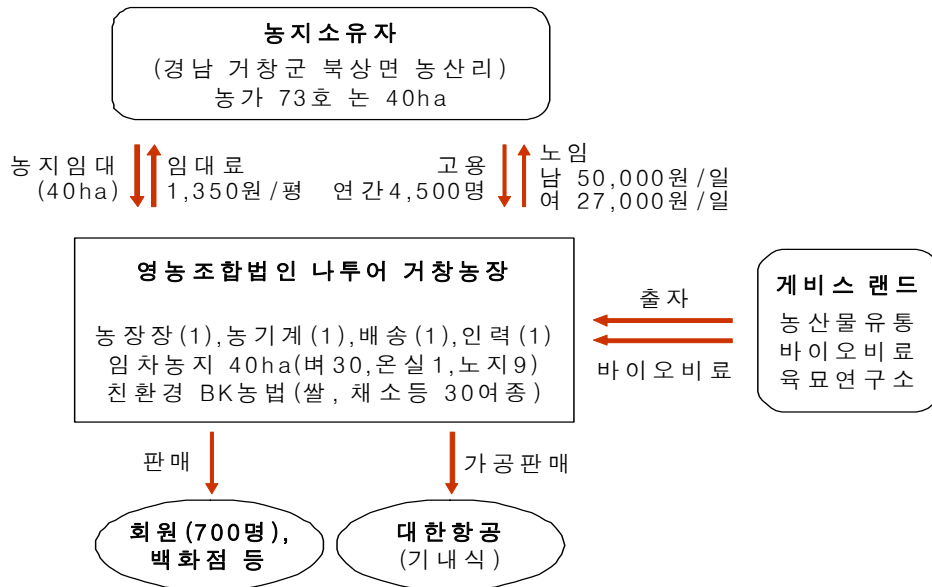 농지소유자
(경남 거창군 북상면 농산리)
농가 73호 논 40ha
농지임대
(40ha)
임대료
1,350원/평
고용
연간4,500명
노임
남 50,000원/일
여 27,000원/일
영농조합법인 나투어 거창농장
농장장(1),농기계(1),배송(1),인력(1)
임차농지 40ha(벼30,온실1,노지9)
친환경 BK농법(쌀, 채소등 30여종)
출자
바이오비료
게비스 랜드
농산물유통
바이오비료
육묘연구소
판매
가공판매
회원(700명),
백화점 등
대한항공
(기내식)